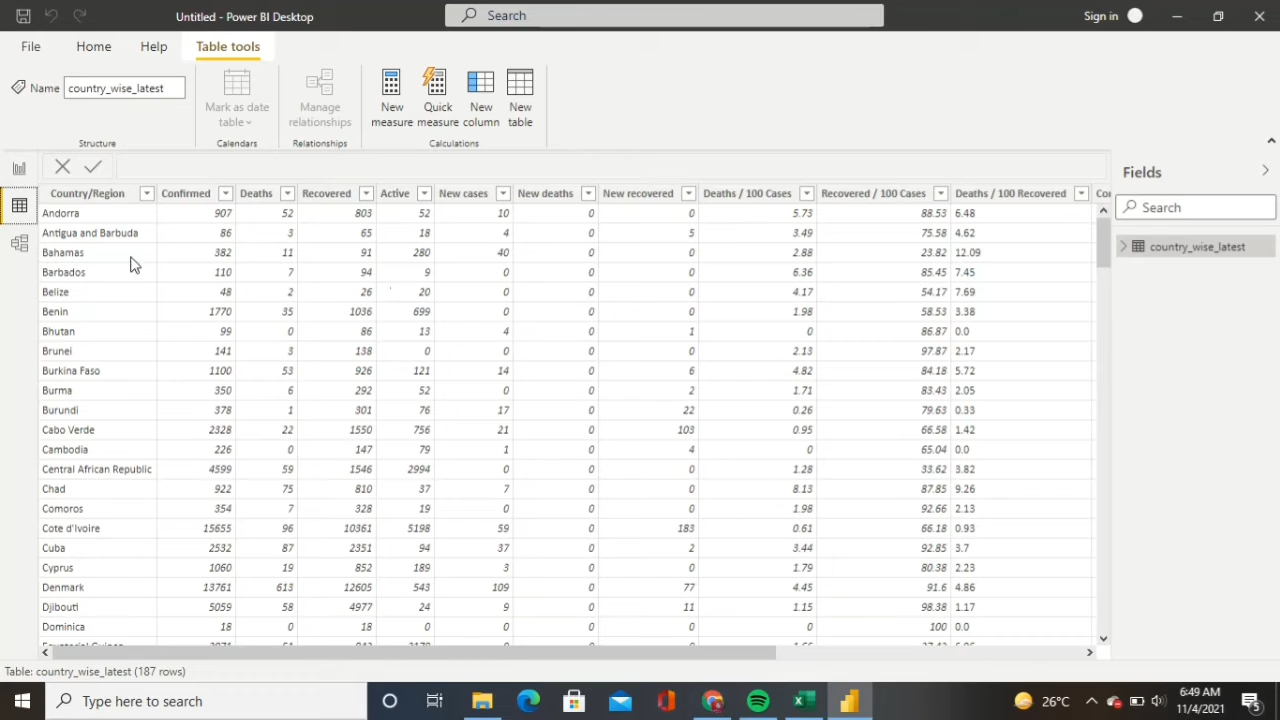 Untitled - Power BI Desktop Search Sign in
File Home Help Table tools
Name country_wise_latest
Mark as date table
Manage relationships
New measure
Quick measure
New column
New table
Structure Calendars Relationships Calculations
Country/Region Confirmed Deaths Recovered Active New cases New deaths New recovered Deaths / 100 Cases Recovered / 100 Cases Deaths / 100 Recovered
Andorra 907 52 803 52 10 0 0 5.73 88.53 6.48
Antigua and Barbuda 86 3 65 18 4 0 5 3.49 75.58 4.62
Bahamas 382 11 91 280 40 0 0 2.88 23.82 12.09
Barbados 110 7 94 9 0 0 0 6.36 85.45 7.45
Belize 48 2 26 20 0 0 0 4.17 54.17 7.69
Benin 1770 35 1036 699 0 0 0 1.98 58.53 3.38
Bhutan 99 0 86 13 4 0 1 0 86.87 0.0
Brunei 141 3 138 0 0 0 0 2.13 97.87 2.17
Burkina Faso 1100 53 926 121 14 0 6 4.82 84.18 5.72
Burma 350 6 292 52 0 0 2 1.71 83.43 2.05
Burundi 378 1 301 76 17 0 22 0.26 79.63 0.33
Cabo Verde 2328 22 1550 756 21 0 103 0.95 66.58 1.42
Cambodia 226 0 147 79 1 0 4 0 65.04 0.0
Central African Republic 4599 59 1546 2994 0 0 0 1.28 33.62 3.82
Chad 922 75 810 37 7 0 0 8.13 87.85 9.26
Comoros 354 7 328 19 0 0 0 1.98 92.66 2.13
Cote d'Ivoire 15655 96 10361 5198 59 0 183 0.61 66.18 0.93
Cuba 2532 87 2351 94 37 0 2 3.44 92.85 3.7
Cyprus 1060 19 852 189 3 0 0 1.79 80.38 2.23
Denmark 13761 613 12605 543 109 0 77 4.45 91.6 4.86
Djibouti 5059 58 4977 24 9 0 11 1.15 98.38 1.17
Dominica 18 0 18 0 0 0 0 0 100 0.0
Fields
Search
country_wise_latest
Table: country_wise_latest (187 rows)
Type here to search 26°C 6:49 AM
11/4/2021